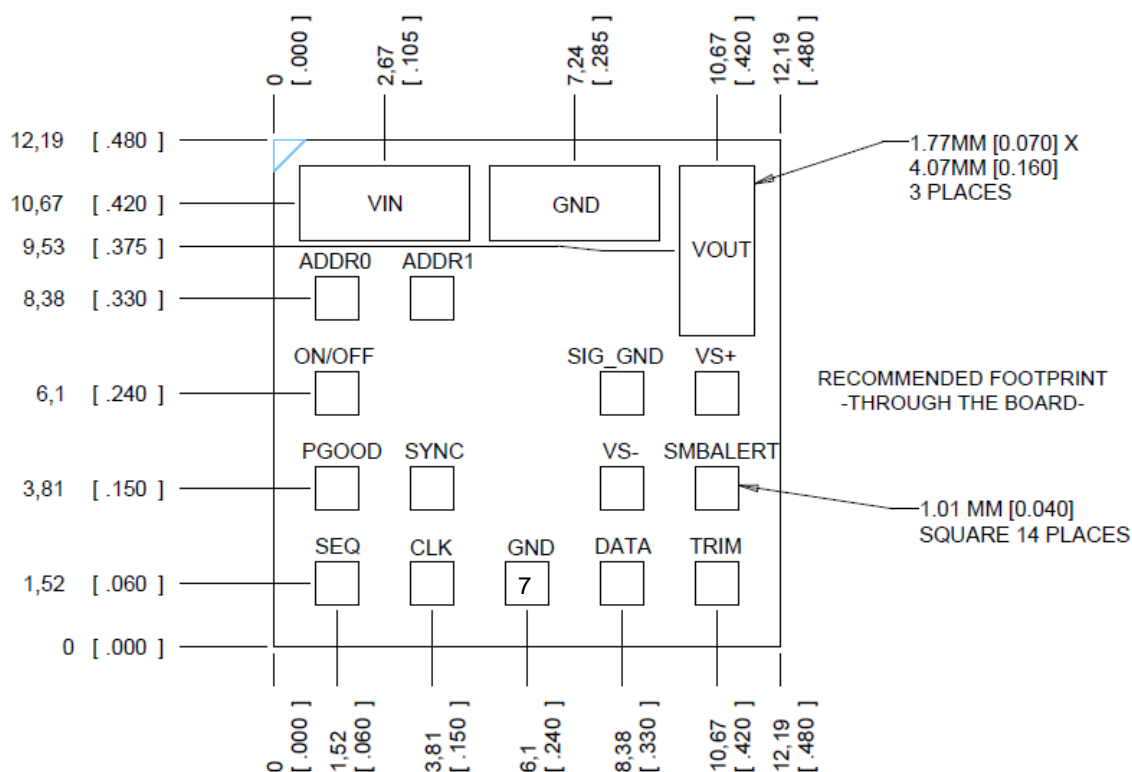 0
[ .000 ]
2,67
[ .105 ]
7,24
[ .285 ]
10,67
[ .420 ]
12,19
[ .480 ]
12,19 [ .480 ]
10,67 [ .420 ]
9,53 [ .375 ]
8,38 [ .330 ]
6,1 [ .240 ]
3,81 [ .150 ]
1,52 [ .060 ]
0 [ .000 ]
VIN
GND
VOUT
ADDR0 ADDR1
ON/OFF SIG_GND VS+
PGOOD SYNC VS- SMBALERT
SEQ CLK GND DATA TRIM
7
1.77MM [0.070] X
4.07MM [0.160]
3 PLACES
RECOMMENDED FOOTPRINT
-THROUGH THE BOARD-
1.01 MM [0.040]
SQUARE 14 PLACES
0
[ .000 ]
1,52
[ .060 ]
3,81
[ .150 ]
6,1
[ .240 ]
8,38
[ .330 ]
10,67
[ .420 ]
12,19
[ .480 ]